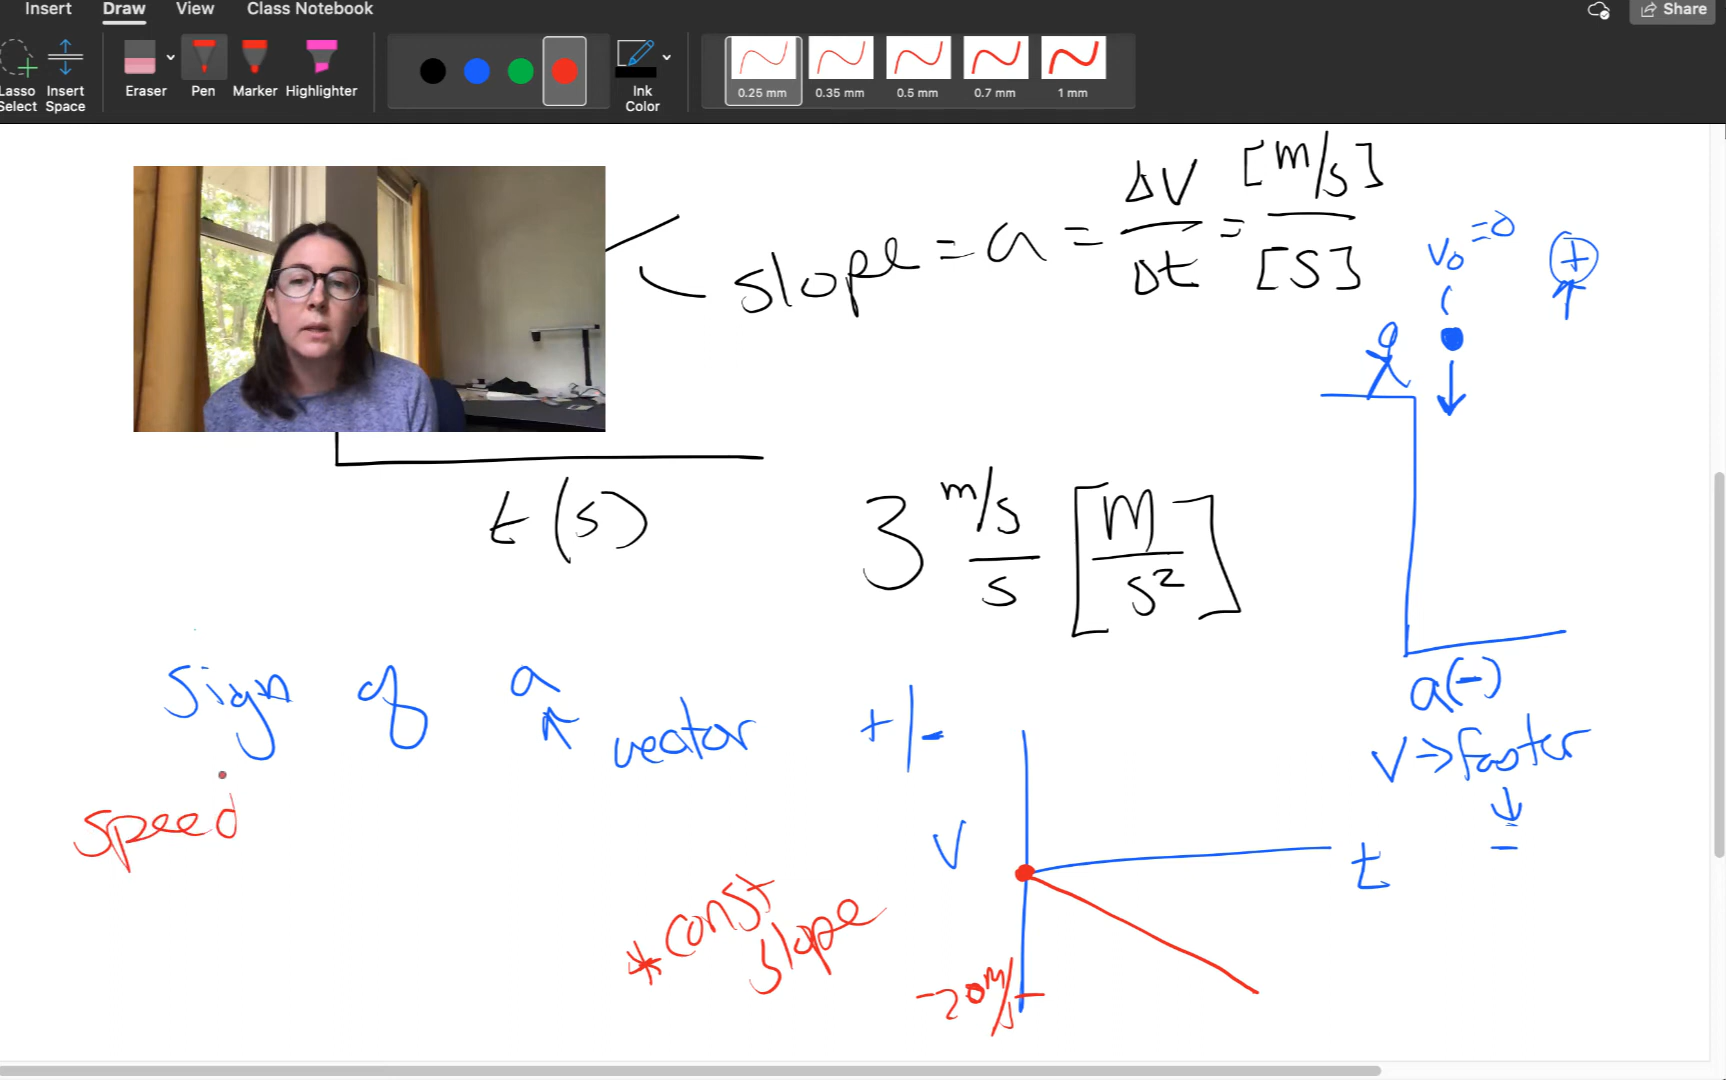 Insert Draw View Class Notebook Share
Lasso Select Insert Space Eraser Pen Marker Highlighter Ink Color 0.25 mm 0.35 mm 0.5 mm 0.7 mm 1 mm
slope = a = ΔV/Δt = [m/s]/[s]
v0 = 0 +
t (s)
3 m/s/s [m/s²]
sign of a vector +/-
a(-)
v → faster
-
speed
v t
* const slope
-20 m/s